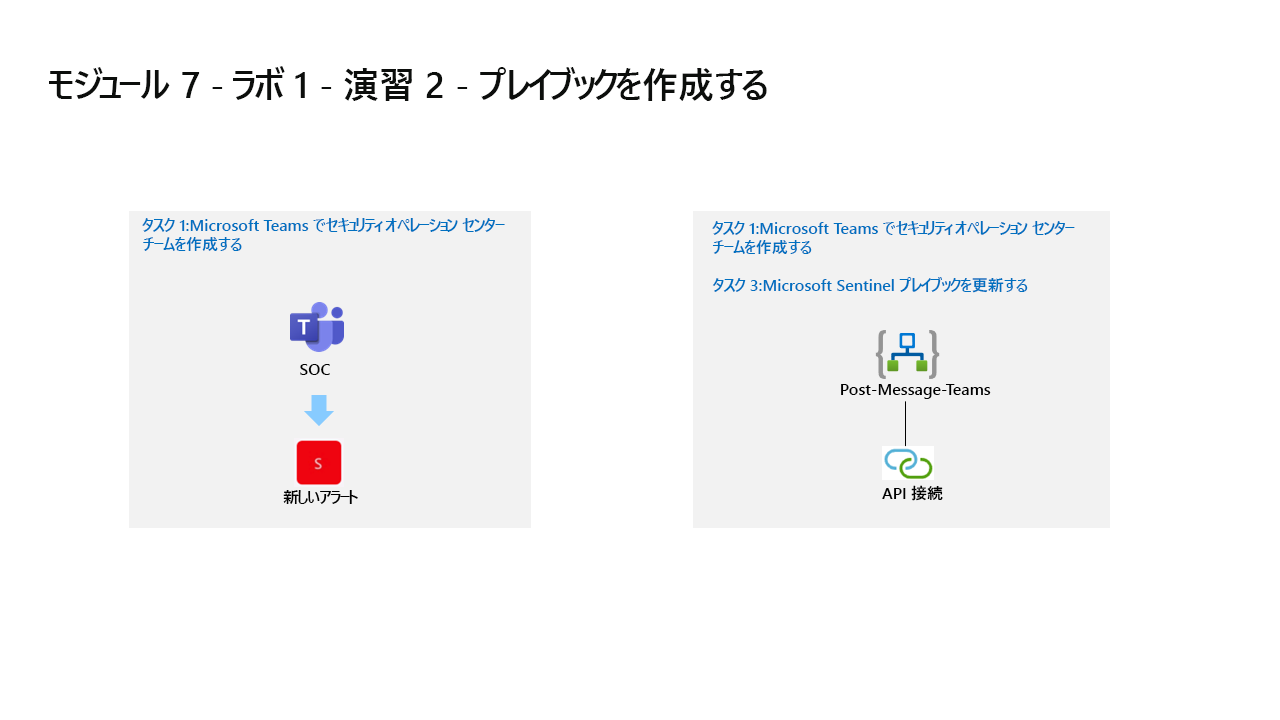 モジュール 7 - ラボ 1 - 演習 2 - プレイブックを作成する
タスク 1:Microsoft Teams でセキュリティ オペレーション センター
チームを作成する
T
SOC
S
新しいアラート
タスク 1:Microsoft Teams でセキュリティ オペレーション センター
チームを作成する
タスク 3:Microsoft Sentinel プレイブックを更新する
Post-Message-Teams
API 接続